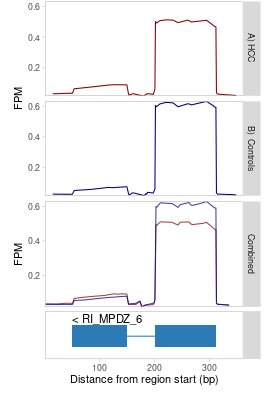 0.6
0.4
0.2
FPM
A) HCC
0.6
0.4
0.2
FPM
B) Controls
0.6
0.4
0.2
FPM
Combined
< RI_MPDZ_6
100 200 300
Distance from region start (bp)